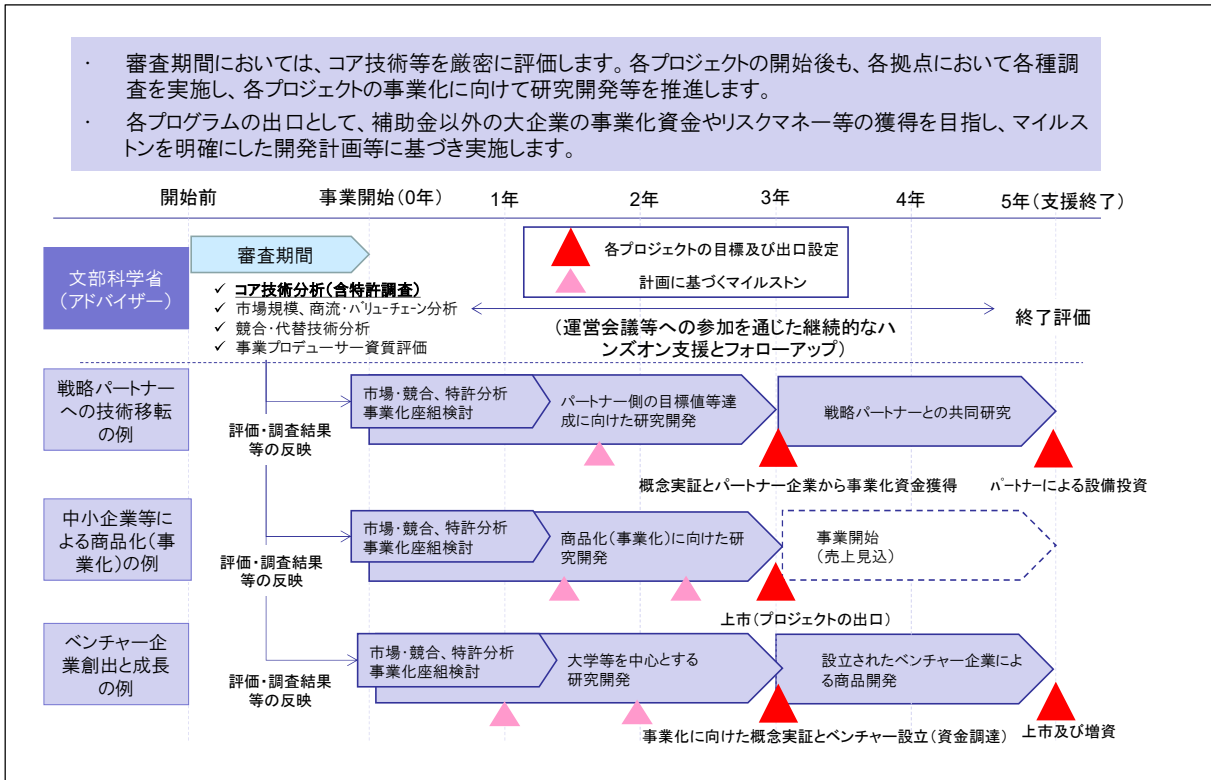 ・ 審査期間においては、コア技術等を厳密に評価します。各プロジェクトの開始後も、各拠点において各種調
査を実施し、各プロジェクトの事業化に向けて研究開発等を推進します。
・ 各プログラムの出口として、補助金以外の大企業の事業化資金やリスクマネー等の獲得を目指し、マイルス
トンを明確にした開発計画等に基づき実施します。
開始前 事業開始(0年) 1年 2年 3年 4年 5年(支援終了)
文部科学省
(アドバイザー)
審査期間
✓ コア技術分析(含特許調査)
✓ 市場規模、商流・バリューチェーン分析
✓ 競合・代替技術分析
✓ 事業プロデューサー資質評価
各プロジェクトの目標及び出口設定
計画に基づくマイルストン
(運営会議等への参加を通じた継続的なハ
ンズオン支援とフォローアップ)
終了評価
戦略パートナー
への技術移転
の例
評価・調査結果
等の反映
市場・競合、特許分析
事業化座組検討
パートナー側の目標値等達
成に向けた研究開発
戦略パートナーとの共同研究
概念実証とパートナー企業から事業化資金獲得
パートナーによる設備投資
中小企業等に
よる商品化(事
業化)の例
評価・調査結果
等の反映
市場・競合、特許分析
事業化座組検討
商品化(事業化)に向けた研
究開発
事業開始
(売上見込)
上市(プロジェクトの出口)
ベンチャー企
業創出と成長
の例
評価・調査結果
等の反映
市場・競合、特許分析
事業化座組検討
大学等を中心とする
研究開発
設立されたベンチャー企業によ
る商品開発
事業化に向けた概念実証とベンチャー設立(資金調達)
上市及び増資